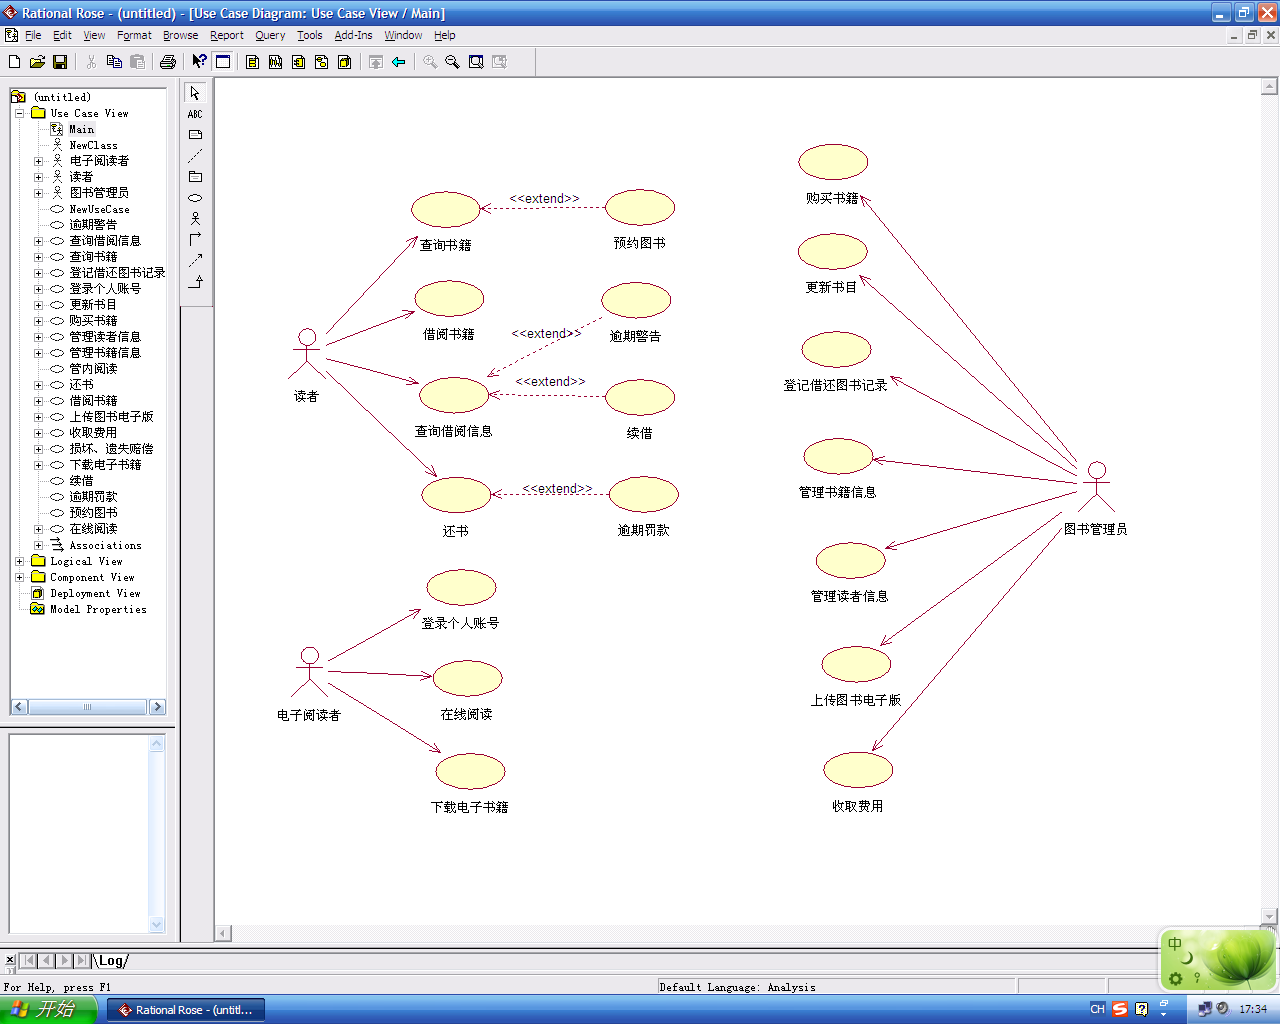 Rational Rose - (untitled) - [Use Case Diagram: Use Case View / Main]
File Edit View Format Browse Report Query Tools Add-Ins Window Help
(untitled)
Use Case View
Main
NewClass
电子阅读者
读者
图书管理员
NewUseCase
逾期警告
查询借阅信息
查询书籍
登记借还图书记录
登录个人账号
更新书目
购买书籍
管理读者信息
管理书籍信息
管内阅读
还书
借阅书籍
上传图书电子版
收取费用
损坏、遗失赔偿
下载电子书籍
续借
逾期罚款
预约图书
在线阅读
Associations
Logical View
Component View
Deployment View
Model Properties
ABC
<<extend>>
查询书籍
预约图书
借阅书籍
<<extend>>
逾期警告
读者
<<extend>>
查询借阅信息
续借
<<extend>>
还书
逾期罚款
登录个人账号
电子阅读者
在线阅读
下载电子书籍
购买书籍
更新书目
登记借还图书记录
管理书籍信息
图书管理员
管理读者信息
上传图书电子版
收取费用
Log
中
For Help, press F1
Default Language: Analysis
开始
Rational Rose - (untitl...
CH
17:34